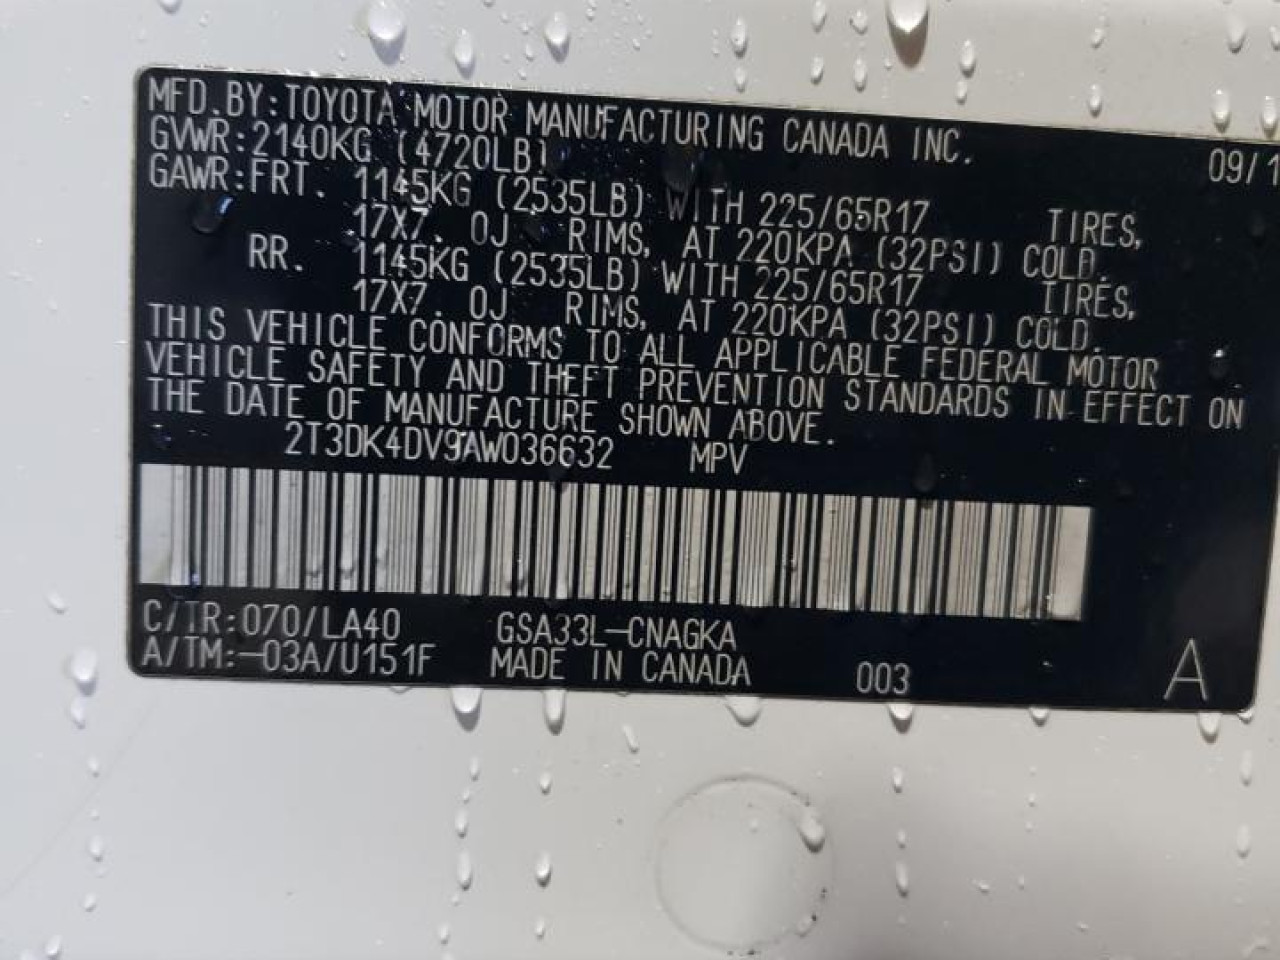 MFD. BY: TOYOTA MOTOR MANUFACTURING CANADA INC.
GVWR: 2140KG (4720LB) 09/1
GAWR: FRT. 1145KG (2535LB) WITH 225/65R17 TIRES,
17X7. 0J RIMS, AT 220KPA (32PSI) COLD.
RR. 1145KG (2535LB) WITH 225/65R17 TIRES,
17X7. 0J RIMS, AT 220KPA (32PSI) COLD.
THIS VEHICLE CONFORMS TO ALL APPLICABLE FEDERAL MOTOR
VEHICLE SAFETY AND THEFT PREVENTION STANDARDS IN EFFECT ON
THE DATE OF MANUFACTURE SHOWN ABOVE.
2T3DK4DV9AW036632 MPV
C/TR: 070/LA40 GSA33L-CNAGKA
A/TM: -03A/U151F MADE IN CANADA 003 A